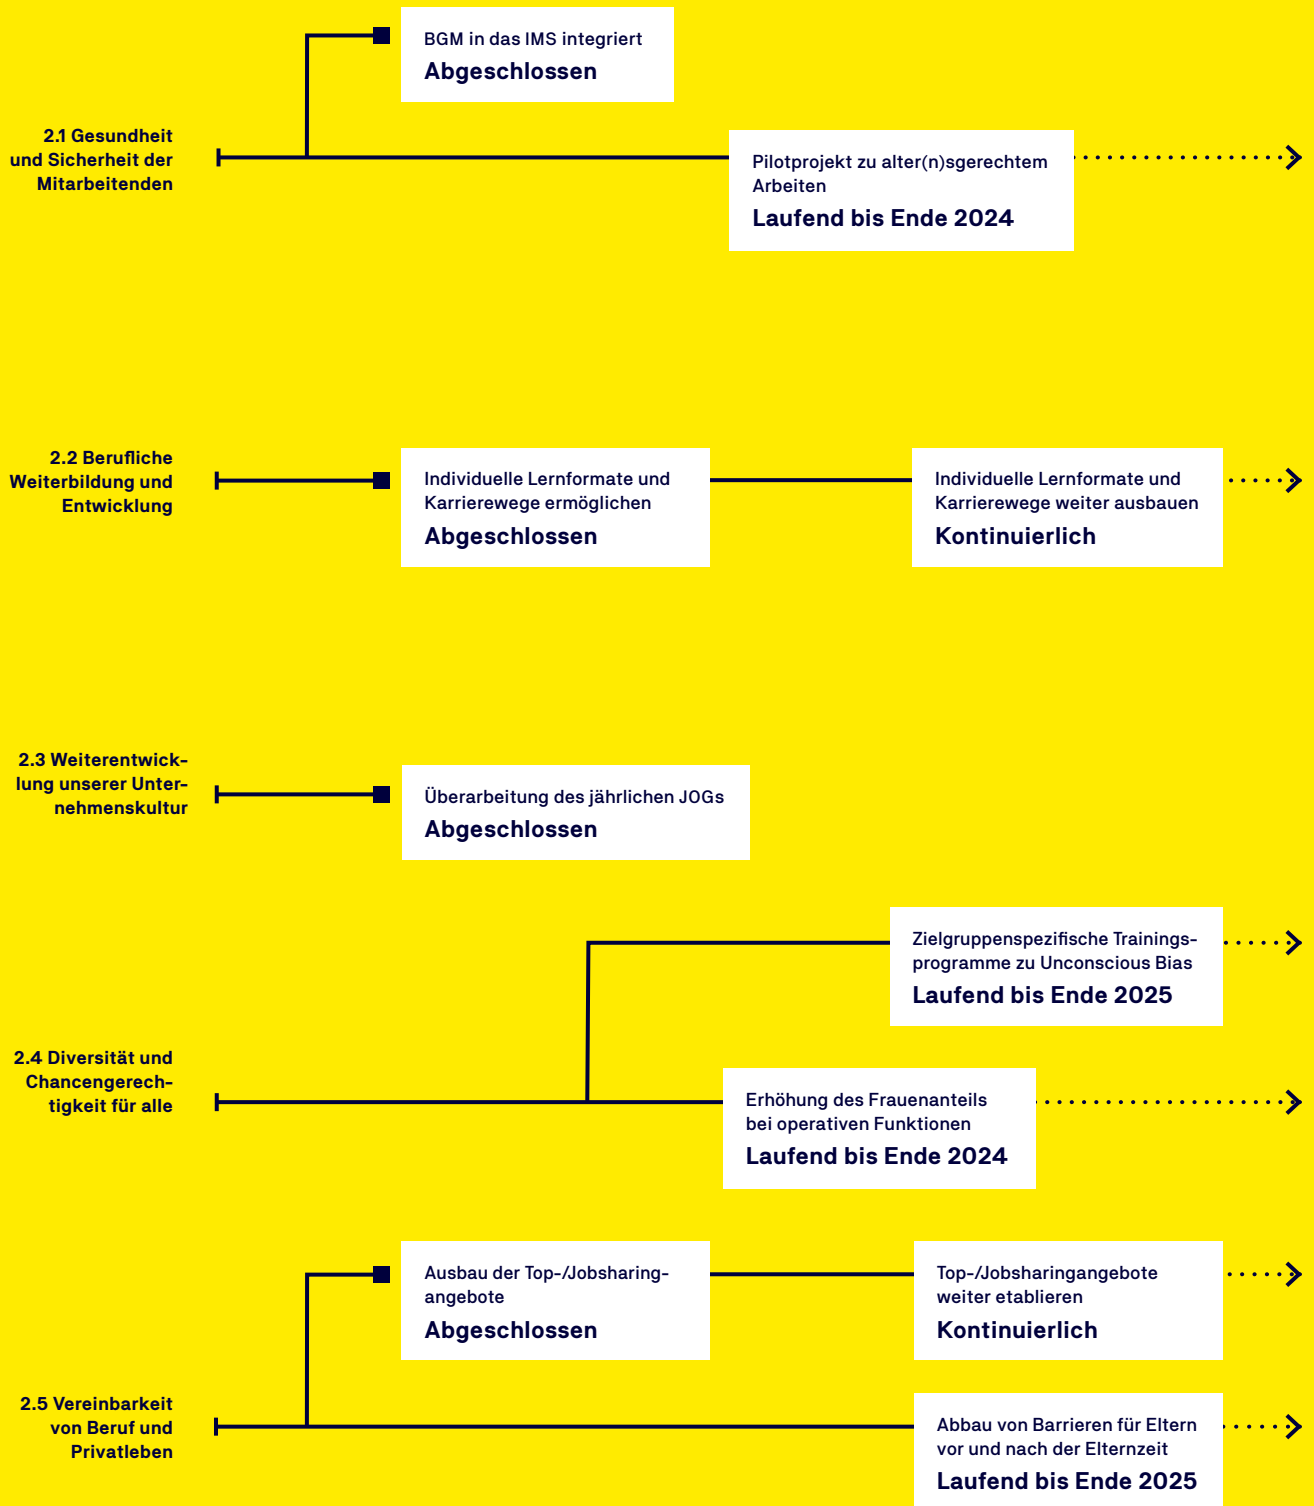 BGM in das IMS integriert
Abgeschlossen
2.1 Gesundheit
und Sicherheit der
Mitarbeitenden
Pilotprojekt zu alter(n)sgerechtem
Arbeiten
Laufend bis Ende 2024
2.2 Berufliche
Weiterbildung und
Entwicklung
Individuelle Lernformate und
Karrierewege ermöglichen
Abgeschlossen
Individuelle Lernformate und
Karrierewege weiter ausbauen
Kontinuierlich
2.3 Weiterentwick-
lung unserer Unter-
nehmenskultur
Überarbeitung des jährlichen JOGs
Abgeschlossen
Zielgruppenspezifische Trainings-
programme zu Unconscious Bias
Laufend bis Ende 2025
2.4 Diversität und
Chancengerech-
tigkeit für alle
Erhöhung des Frauenanteils
bei operativen Funktionen
Laufend bis Ende 2024
Ausbau der Top-/Jobsharing-
angebote
Abgeschlossen
Top-/Jobsharingangebote
weiter etablieren
Kontinuierlich
2.5 Vereinbarkeit
von Beruf und
Privatleben
Abbau von Barrieren für Eltern
vor und nach der Elternzeit
Laufend bis Ende 2025